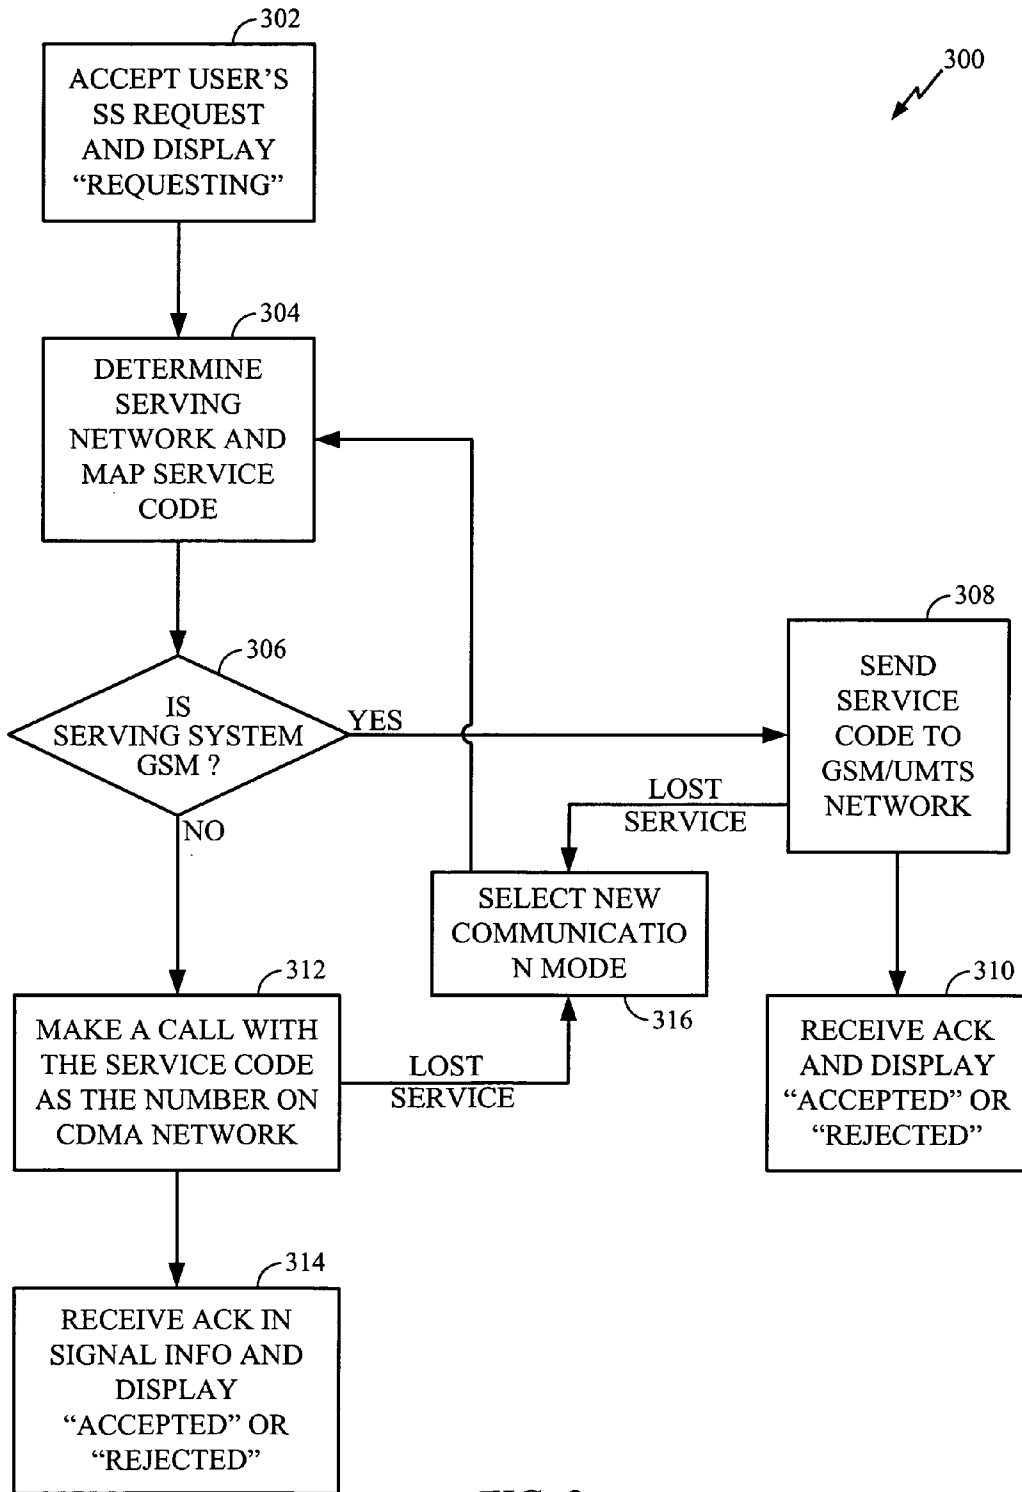 302
ACCEPT USER'S
SS REQUEST
AND DISPLAY
“REQUESTING”
300
304
DETERMINE
SERVING
NETWORK AND
MAP SERVICE
CODE
306
IS
SERVING SYSTEM
GSM ?
YES
NO
308
SEND
SERVICE
CODE TO
GSM/UMTS
NETWORK
LOST
SERVICE
SELECT NEW
COMMUNICATIO
N MODE
316
310
RECEIVE ACK
AND DISPLAY
“ACCEPTED” OR
“REJECTED”
312
MAKE A CALL WITH
THE SERVICE CODE
AS THE NUMBER ON
CDMA NETWORK
LOST
SERVICE
314
RECEIVE ACK IN
SIGNAL INFO AND
DISPLAY
“ACCEPTED” OR
“REJECTED”